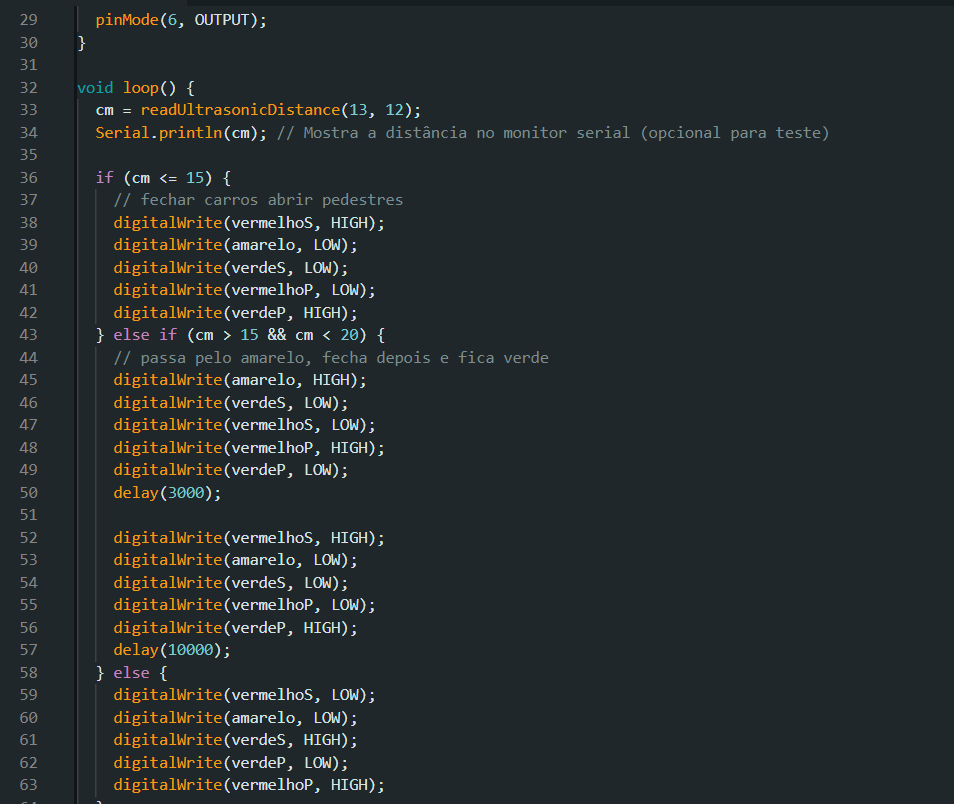 29 pinMode(6, OUTPUT);
30 }
31
32 void loop() {
33 cm = readUltrasonicDistance(13, 12);
34 Serial.println(cm); // Mostra a distância no monitor serial (opcional para teste)
35
36 if (cm <= 15) {
37 // fechar carros abrir pedestres
38 digitalWrite(vermelhoS, HIGH);
39 digitalWrite(amarelo, LOW);
40 digitalWrite(verdeS, LOW);
41 digitalWrite(vermelhoP, LOW);
42 digitalWrite(verdeP, HIGH);
43 } else if (cm > 15 && cm < 20) {
44 // passa pelo amarelo, fecha depois e fica verde
45 digitalWrite(amarelo, HIGH);
46 digitalWrite(verdeS, LOW);
47 digitalWrite(vermelhoS, LOW);
48 digitalWrite(vermelhoP, HIGH);
49 digitalWrite(verdeP, LOW);
50 delay(3000);
51
52 digitalWrite(vermelhoS, HIGH);
53 digitalWrite(amarelo, LOW);
54 digitalWrite(verdeS, LOW);
55 digitalWrite(vermelhoP, LOW);
56 digitalWrite(verdeP, HIGH);
57 delay(10000);
58 } else {
59 digitalWrite(vermelhoS, LOW);
60 digitalWrite(amarelo, LOW);
61 digitalWrite(verdeS, HIGH);
62 digitalWrite(verdeP, LOW);
63 digitalWrite(vermelhoP, HIGH);